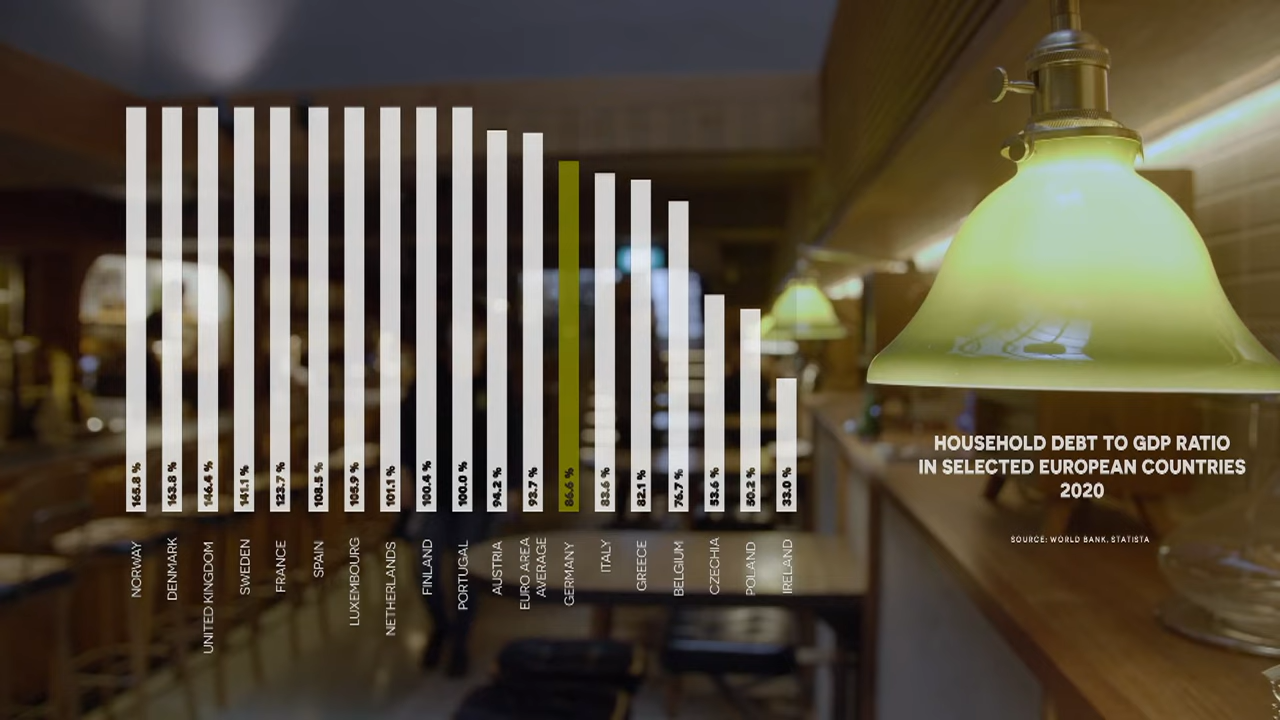 165.8 %
163.8 %
146.4 %
141.1 %
123.7 %
108.5 %
105.9 %
101.1 %
100.4 %
100.0 %
94.2 %
93.7 %
86.6 %
83.6 %
82.1 %
76.7 %
53.6 %
50.2 %
33.0 %
NORWAY
DENMARK
UNITED KINGDOM
SWEDEN
FRANCE
SPAIN
LUXEMBOURG
NETHERLANDS
FINLAND
PORTUGAL
AUSTRIA
EURO AREA
AVERAGE
GERMANY
ITALY
GREECE
BELGIUM
CZECHIA
POLAND
IRELAND
HOUSEHOLD DEBT TO GDP RATIO
IN SELECTED EUROPEAN COUNTRIES
2020
SOURCE: WORLD BANK, STATISTA